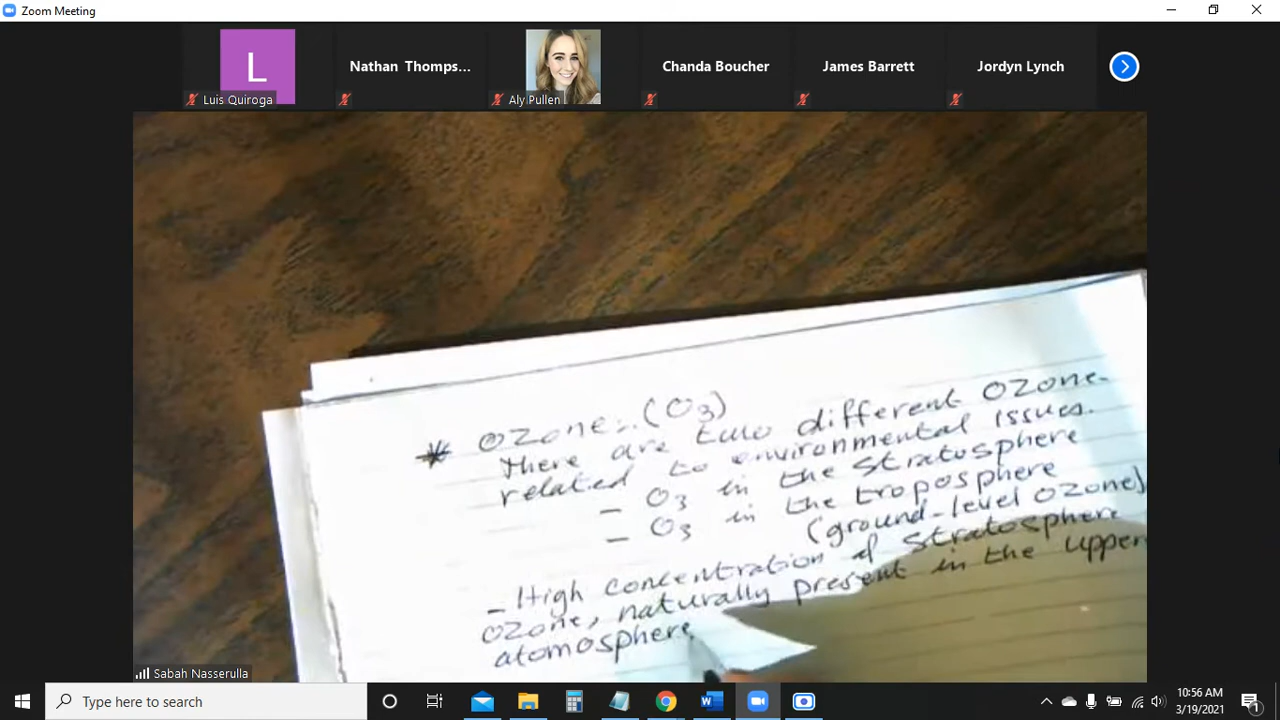 Zoom Meeting
L
Luis Quiroga
Nathan Thomps...
Aly Pullen
Chanda Boucher
James Barrett
Jordyn Lynch
* Ozone.. (O3)
There are two different Ozone-
related to environmental issues.
- O3 in the stratosphere
- O3 in the troposphere
(ground-level Ozone)
- High concentration of stratosphere
Ozone, naturally present in the upper
atomosphere
Sabah Nasserulla
Type here to search
10:56 AM
3/19/2021
1